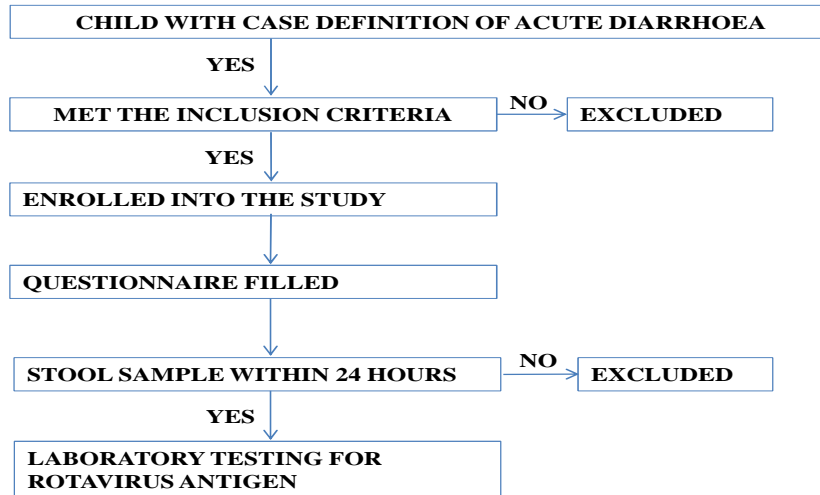 CHILD WITH CASE DEFINITION OF ACUTE DIARRHOEA
YES
MET THE INCLUSION CRITERIA
NO
EXCLUDED
YES
ENROLLED INTO THE STUDY
QUESTIONNAIRE FILLED
STOOL SAMPLE WITHIN 24 HOURS
NO
EXCLUDED
YES
LABORATORY TESTING FOR
ROTAVIRUS ANTIGEN